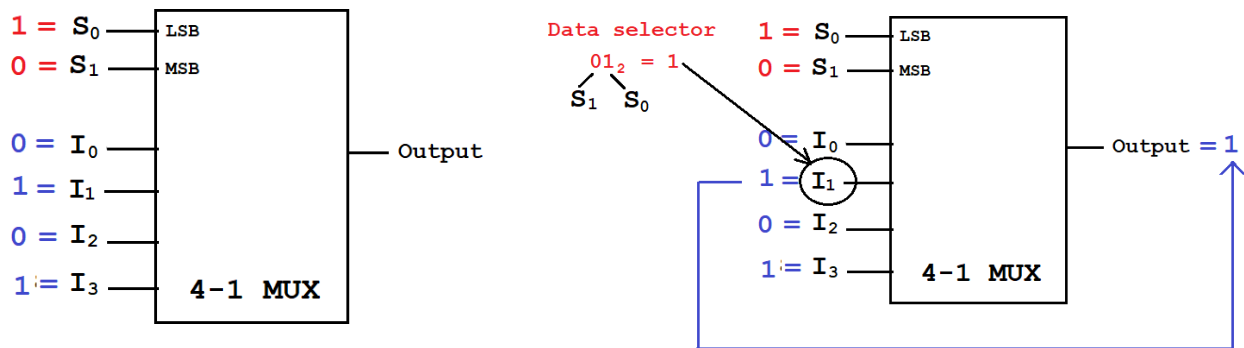 1 = S₀ LSB
0 = S₁ MSB
0 = I₀
Output
1 = I₁
0 = I₂
1 = I₃
4-1 MUX
Data selector
01₂ = 1
S₁ S₀
1 = S₀ LSB
0 = S₁ MSB
0 = I₀
Output = 1
1 = I₁
0 = I₂
1 = I₃
4-1 MUX